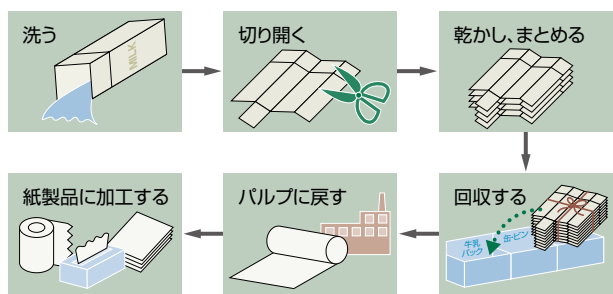 洗う
MILK
切り開く
乾かし、まとめる
回収する
牛乳
パック
缶・ビン
パルプに戻す
紙製品に加工する